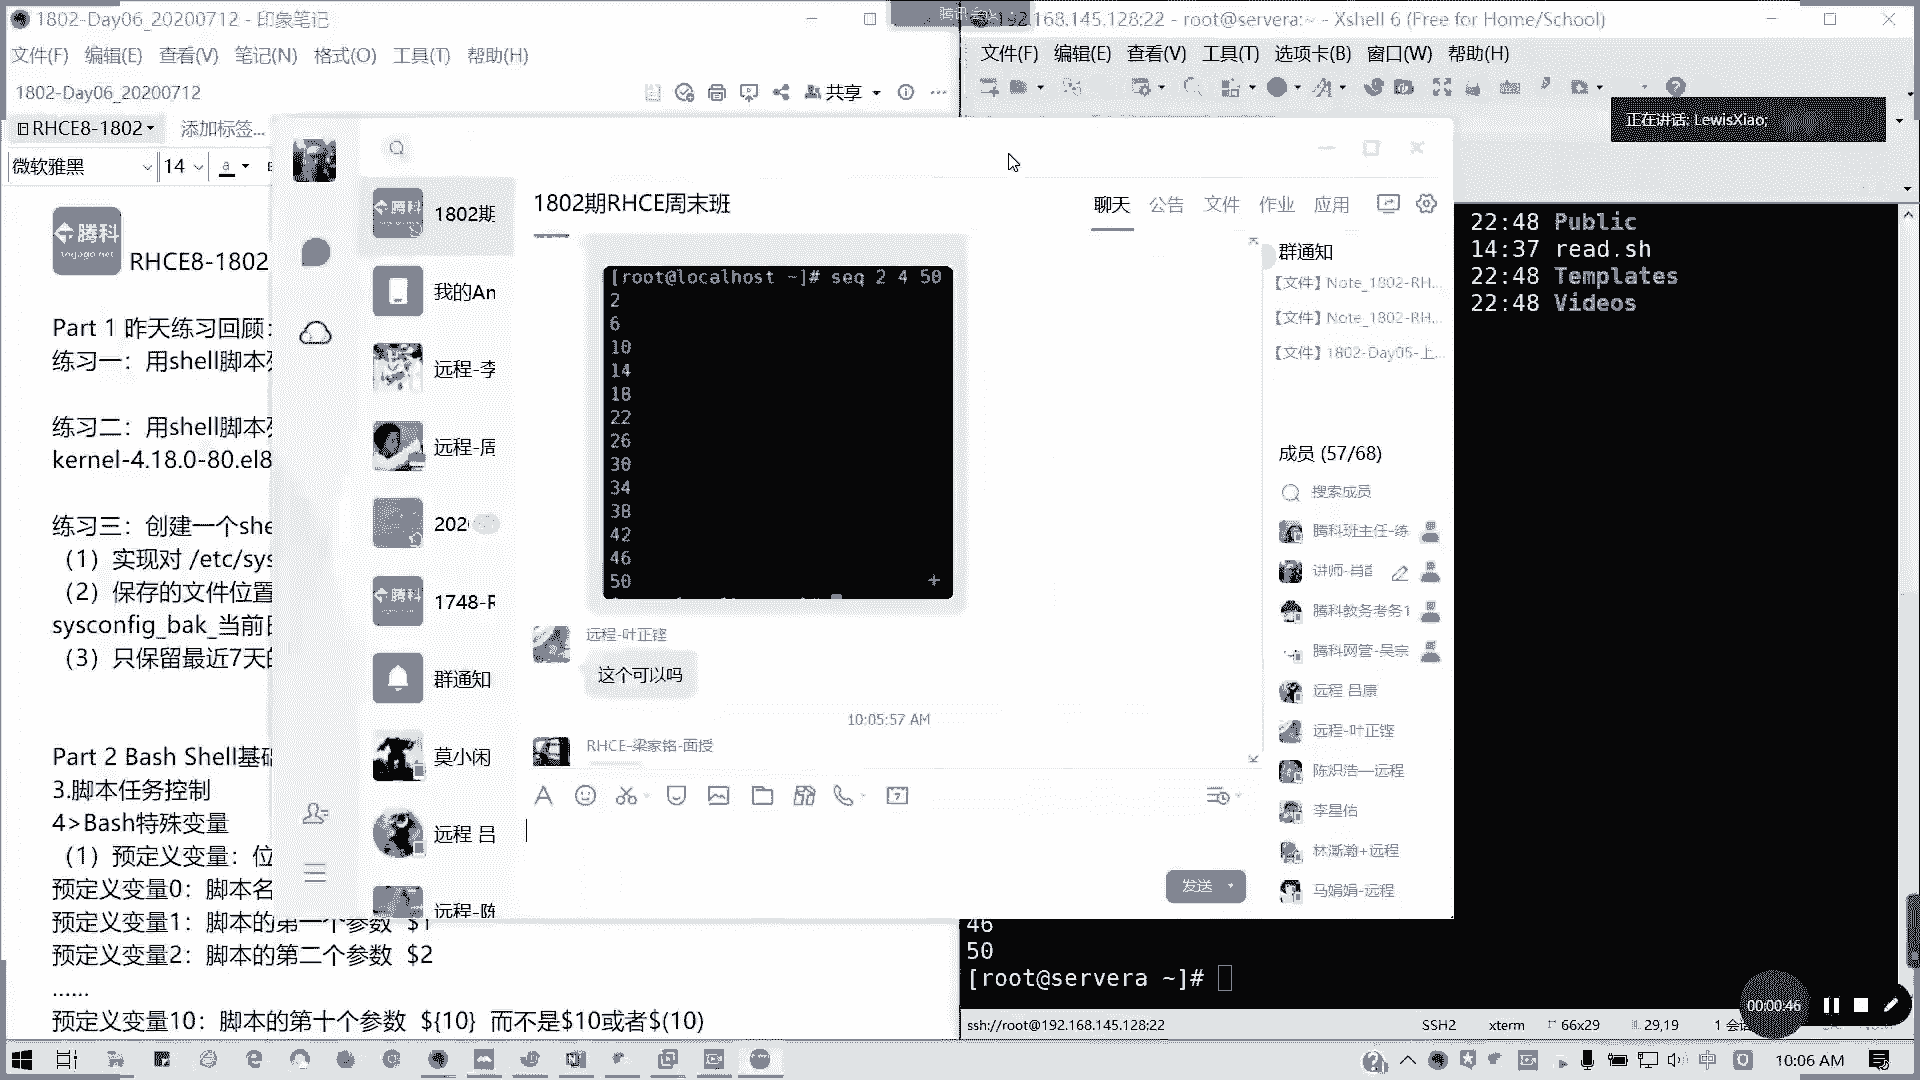 1802-Day06_20200712 - 印象笔记
文件(F) 编辑(E) 查看(V) 笔记(N) 格式(O) 工具(T) 帮助(H)
1802-Day06_20200712
共享
RHCE8-1802
添加标签...
微软雅黑
14
腾科
togogo.net
RHCE8-1802
Part 1 昨天练习回顾：
练习一：用shell脚本
练习二：用shell脚本
kernel-4.18.0-80.el8
练习三：创建一个she
（1）实现对 /etc/sys
（2）保存的文件位置
sysconfig_bak_当前
（3）只保留最近7天的
Part 2 Bash Shell基础
3.脚本任务控制
4>Bash特殊变量
（1）预定义变量：位
预定义变量0：脚本名
预定义变量1：脚本的第一个参数 $1
预定义变量2：脚本的第二个参数 $2
......
预定义变量10：脚本的第十个参数 ${10} 而不是$10或者$(10)
腾讯会议
1802期
我的An
远程-李
远程-周
202
1748-R
群通知
莫小闲
远程 吕
远程-陈
1802期RHCE周末班
聊天 公告 文件 作业 应用
[root@localhost ~]# seq 2 4 50
2
6
10
14
18
22
26
30
34
38
42
46
50
远程-叶正铿
这个可以吗
10:05:57 AM
RHCE-梁家铭-面授
发送
群通知
【文件】Note_1802-RH...
【文件】Note_1802-RH...
【文件】1802-Day05-上...
成员 (57/68)
搜索成员
腾科班主任-练
讲师-肖
腾科教务考务1
腾科网管-吴宗
远程 吕康
远程-叶正铿
陈炽浩—远程
李星佑
林澌瀚+远程
马娟娟-远程
192.168.145.128:22 - root@servera:~ - Xshell 6 (Free for Home/School)
文件(F) 编辑(E) 查看(V) 工具(T) 选项卡(B) 窗口(W) 帮助(H)
正在讲话: LewisXiao;
22:48 Public
14:37 read.sh
22:48 Templates
22:48 Videos
46
50
[root@servera ~]#
ssh://root@192.168.145.128:22
SSH2 xterm 66x29 29,19 1 会
00:00:46
中
10:06 AM